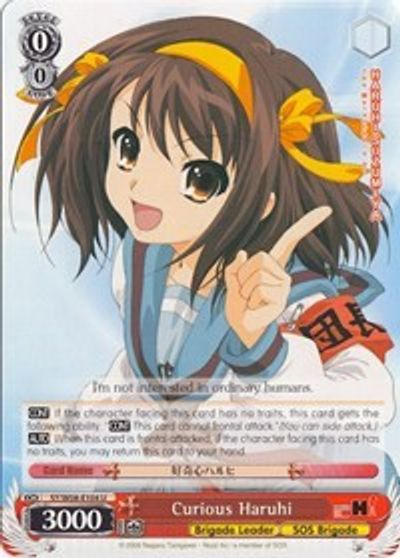 0
0
HARUHI SUZUMIYA
団長
I'm not interested in ordinary humans.
CONT If the character facing this card has no traits, this card gets the
following ability. "CONT This card cannot frontal attack." (You can side attack.)
AUTO When this card is frontal attacked, if the character facing this card has
no traits, you may return this card to your hand.
Card Name 好奇心ハルヒ
Curious Haruhi
3000
Brigade Leader SOS Brigade